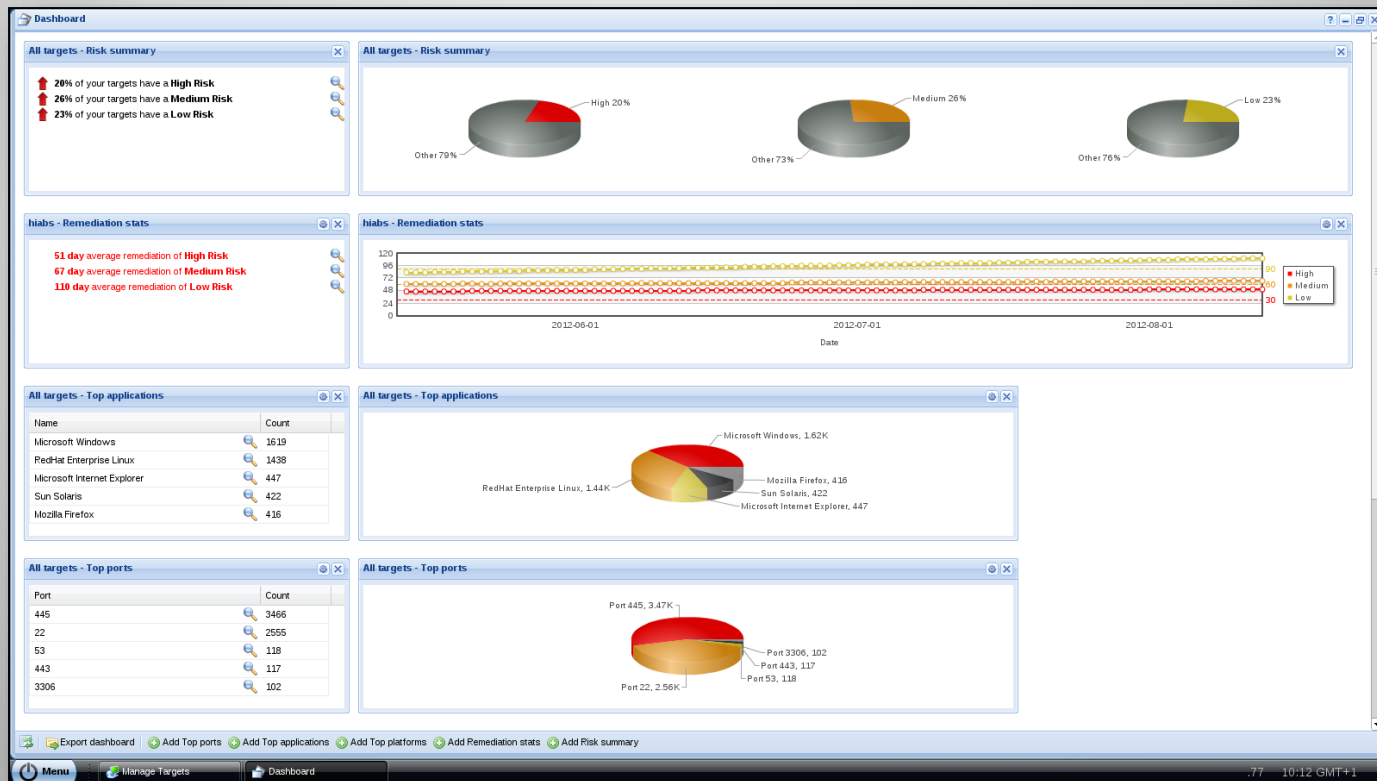 Dashboard
All targets - Risk summary
20% of your targets have a High Risk
26% of your targets have a Medium Risk
23% of your targets have a Low Risk
All targets - Risk summary
High 20%
Other 79%
Medium 26%
Other 73%
Low 23%
Other 76%
hiabs - Remediation stats
51 day average remediation of High Risk
67 day average remediation of Medium Risk
110 day average remediation of Low Risk
hiabs - Remediation stats
120
96
72
48
24
0
90
60
30
2012-06-01
2012-07-01
2012-08-01
Date
High
Medium
Low
All targets - Top applications
Name Count
Microsoft Windows 1619
RedHat Enterprise Linux 1438
Microsoft Internet Explorer 447
Sun Solaris 422
Mozilla Firefox 416
All targets - Top applications
Microsoft Windows, 1.62K
RedHat Enterprise Linux, 1.44K
Mozilla Firefox, 416
Sun Solaris, 422
Microsoft Internet Explorer, 447
All targets - Top ports
Port Count
445 3466
22 2555
53 118
443 117
3306 102
All targets - Top ports
Port 445, 3.47K
Port 3306, 102
Port 443, 117
Port 53, 118
Port 22, 2.56K
Export dashboard Add Top ports Add Top applications Add Top platforms Add Remediation stats Add Risk summary
Menu Manage Targets Dashboard .77 10:12 GMT+1